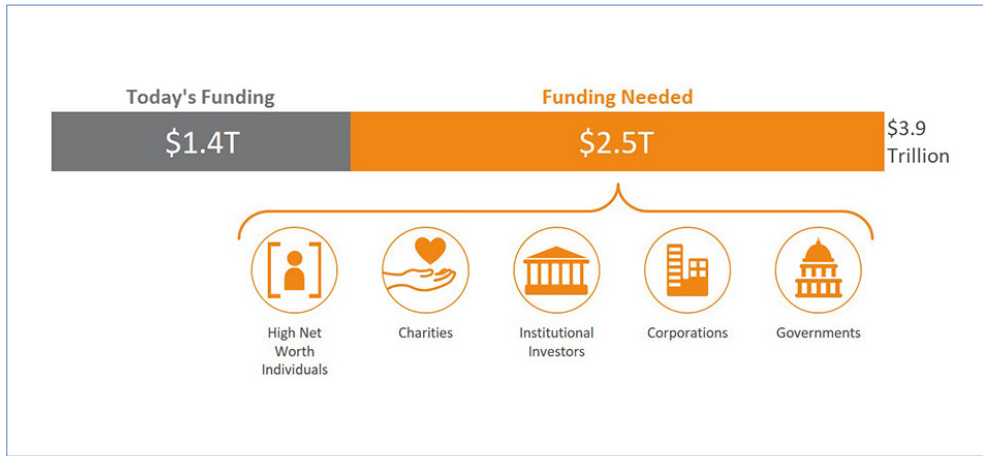 Today's Funding
Funding Needed
$1.4T
$2.5T
$3.9
Trillion
High Net
Worth
Individuals
Charities
Institutional
Investors
Corporations
Governments